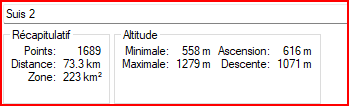 Suis 2
Récapitulatif
Points: 1689
Distance: 73.3 km
Zone: 223 km²
Altitude
Minimale: 558 m Ascension: 616 m
Maximale: 1279 m Descente: 1071 m